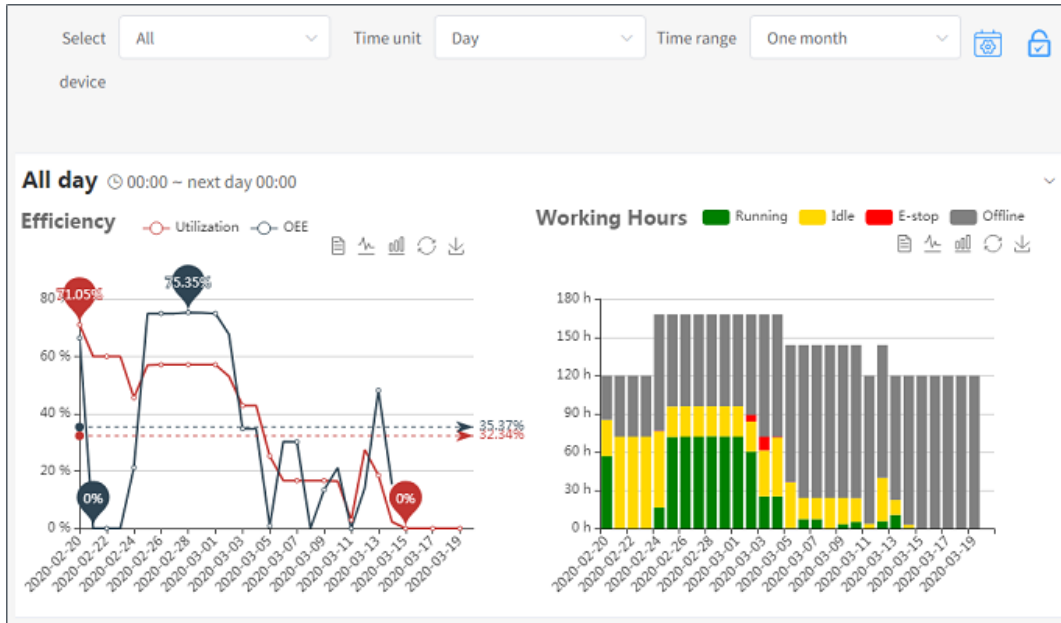 Select device All Time unit Day Time range One month
All day 00:00 ~ next day 00:00
Efficiency Utilization OEE
71.05%
75.35%
0%
0%
35.37%
32.34%
80 %
60 %
40 %
20 %
0 %
2020-02-20 2020-02-22 2020-02-24 2020-02-26 2020-02-28 2020-03-01 2020-03-03 2020-03-05 2020-03-07 2020-03-09 2020-03-11 2020-03-13 2020-03-15 2020-03-17 2020-03-19
Working Hours Running Idle E-stop Offline
180 h
150 h
120 h
90 h
60 h
30 h
0 h
2020-02-20 2020-02-22 2020-02-24 2020-02-26 2020-02-28 2020-03-01 2020-03-03 2020-03-05 2020-03-07 2020-03-09 2020-03-11 2020-03-13 2020-03-15 2020-03-17 2020-03-19